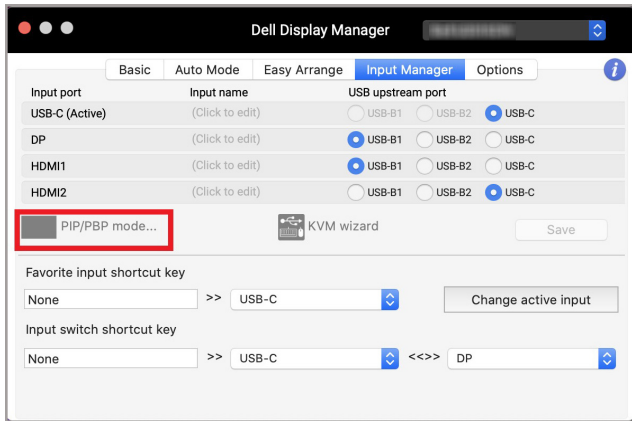 Dell Display Manager
Basic Auto Mode Easy Arrange Input Manager Options i
Input port Input name USB upstream port
USB-C (Active) (Click to edit) USB-B1 USB-B2 USB-C
DP (Click to edit) USB-B1 USB-B2 USB-C
HDMI1 (Click to edit) USB-B1 USB-B2 USB-C
HDMI2 (Click to edit) USB-B1 USB-B2 USB-C
PIP/PBP mode... KVM wizard Save
Favorite input shortcut key
None >> USB-C Change active input
Input switch shortcut key
None >> USB-C <<>> DP